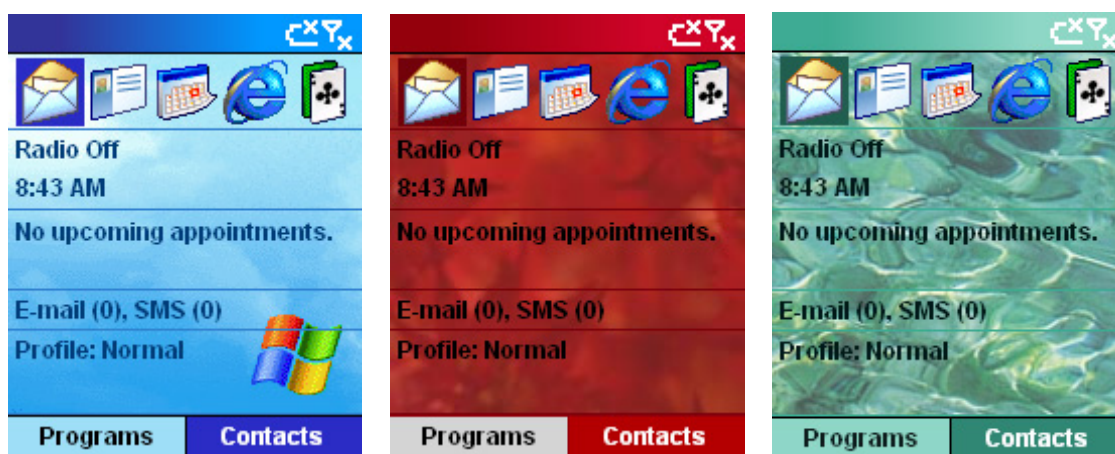 Radio Off
8:43 AM
No upcoming appointments.
E-mail (0), SMS (0)
Profile: Normal
Programs Contacts
Radio Off
8:43 AM
No upcoming appointments.
E-mail (0), SMS (0)
Profile: Normal
Programs Contacts
Radio Off
8:43 AM
No upcoming appointments.
E-mail (0), SMS (0)
Profile: Normal
Programs Contacts